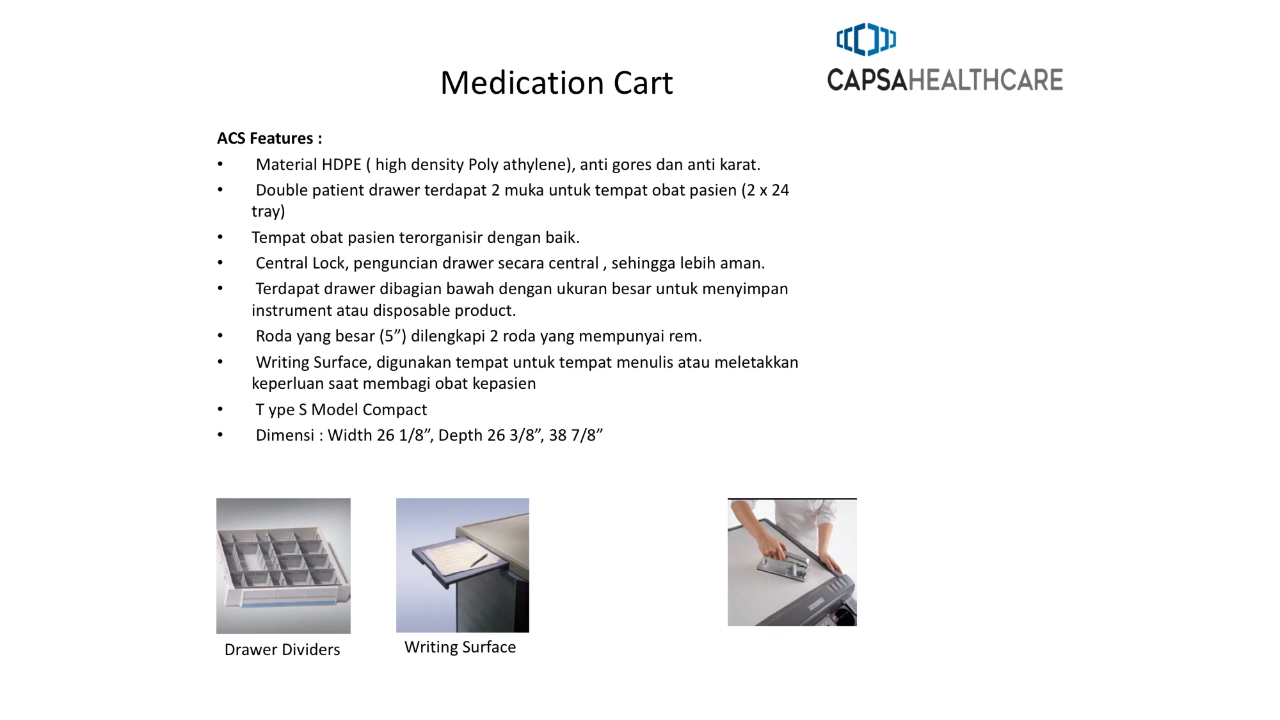 CAPSAHEALTHCARE
Medication Cart
ACS Features :
• Material HDPE ( high density Poly athylene), anti gores dan anti karat.
• Double patient drawer terdapat 2 muka untuk tempat obat pasien (2 x 24
tray)
• Tempat obat pasien terorganisir dengan baik.
• Central Lock, penguncian drawer secara central , sehingga lebih aman.
• Terdapat drawer dibagian bawah dengan ukuran besar untuk menyimpan
instrument atau disposable product.
• Roda yang besar (5”) dilengkapi 2 roda yang mempunyai rem.
• Writing Surface, digunakan tempat untuk tempat menulis atau meletakkan
keperluan saat membagi obat kepasien
• T ype S Model Compact
• Dimensi : Width 26 1/8”, Depth 26 3/8”, 38 7/8”
Drawer Dividers
Writing Surface